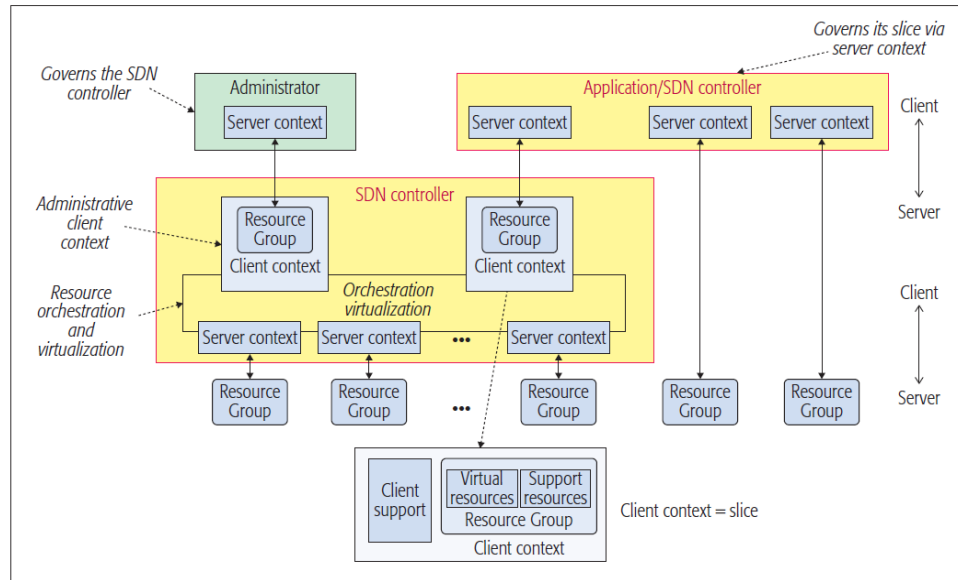 Governs its slice via
server context
Governs the SDN
controller
Administrator
Server context
Application/SDN controller
Server context
Server context
Server context
Client
Server
SDN controller
Administrative
client
context
Resource
Group
Client context
Resource
Group
Client context
Resource
orchestration
and
virtualization
Orchestration
virtualization
Server context
Server context
•••
Server context
Client
Server
Resource
Group
Resource
Group
•••
Resource
Group
Resource
Group
Resource
Group
Client
support
Virtual
resources
Support
resources
Resource Group
Client context
Client context = slice